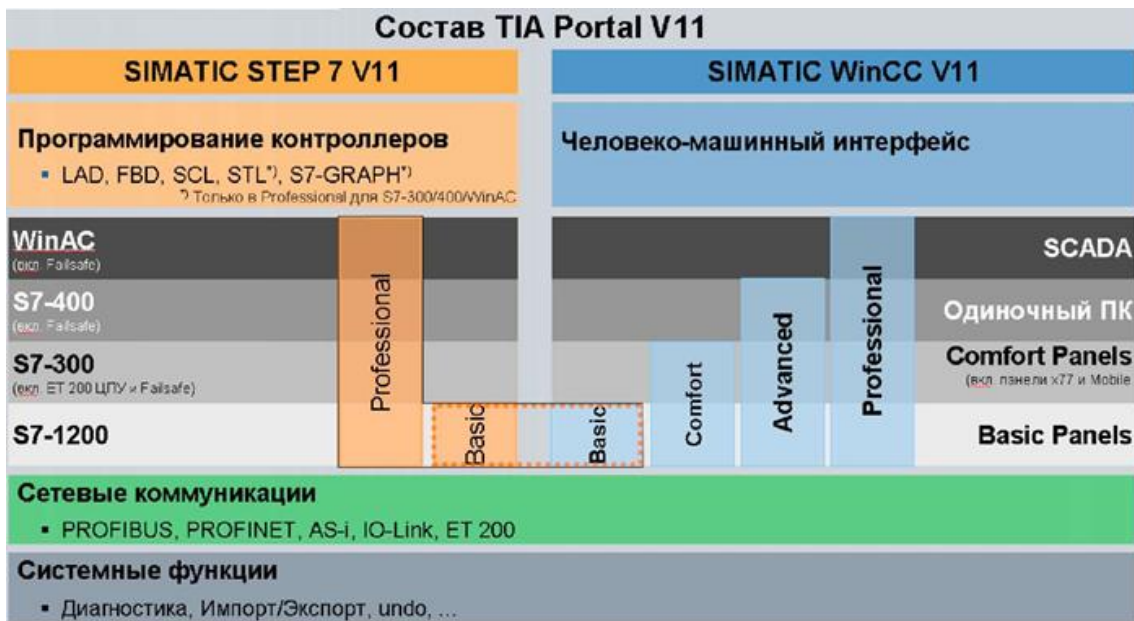 Состав TIA Portal V11
SIMATIC STEP 7 V11
SIMATIC WinCC V11
Программирование контроллеров
▪ LAD, FBD, SCL, STL*), S7-GRAPH*)
*) Только в Professional для S7-300/400/WinAC
Человеко-машинный интерфейс
WinAC
(вкл. Failsafe)
S7-400
(вкл. Failsafe)
S7-300
(вкл. ET 200 ЦПУ и Failsafe)
S7-1200
Professional
Basic
Basic
Comfort
Advanced
Professional
SCADA
Одиночный ПК
Comfort Panels
(вкл. панели x77 и Mobile
Basic Panels
Сетевые коммуникации
▪ PROFIBUS, PROFINET, AS-i, IO-Link, ET 200
Системные функции
▪ Диагностика, Импорт/Экспорт, undo, ...